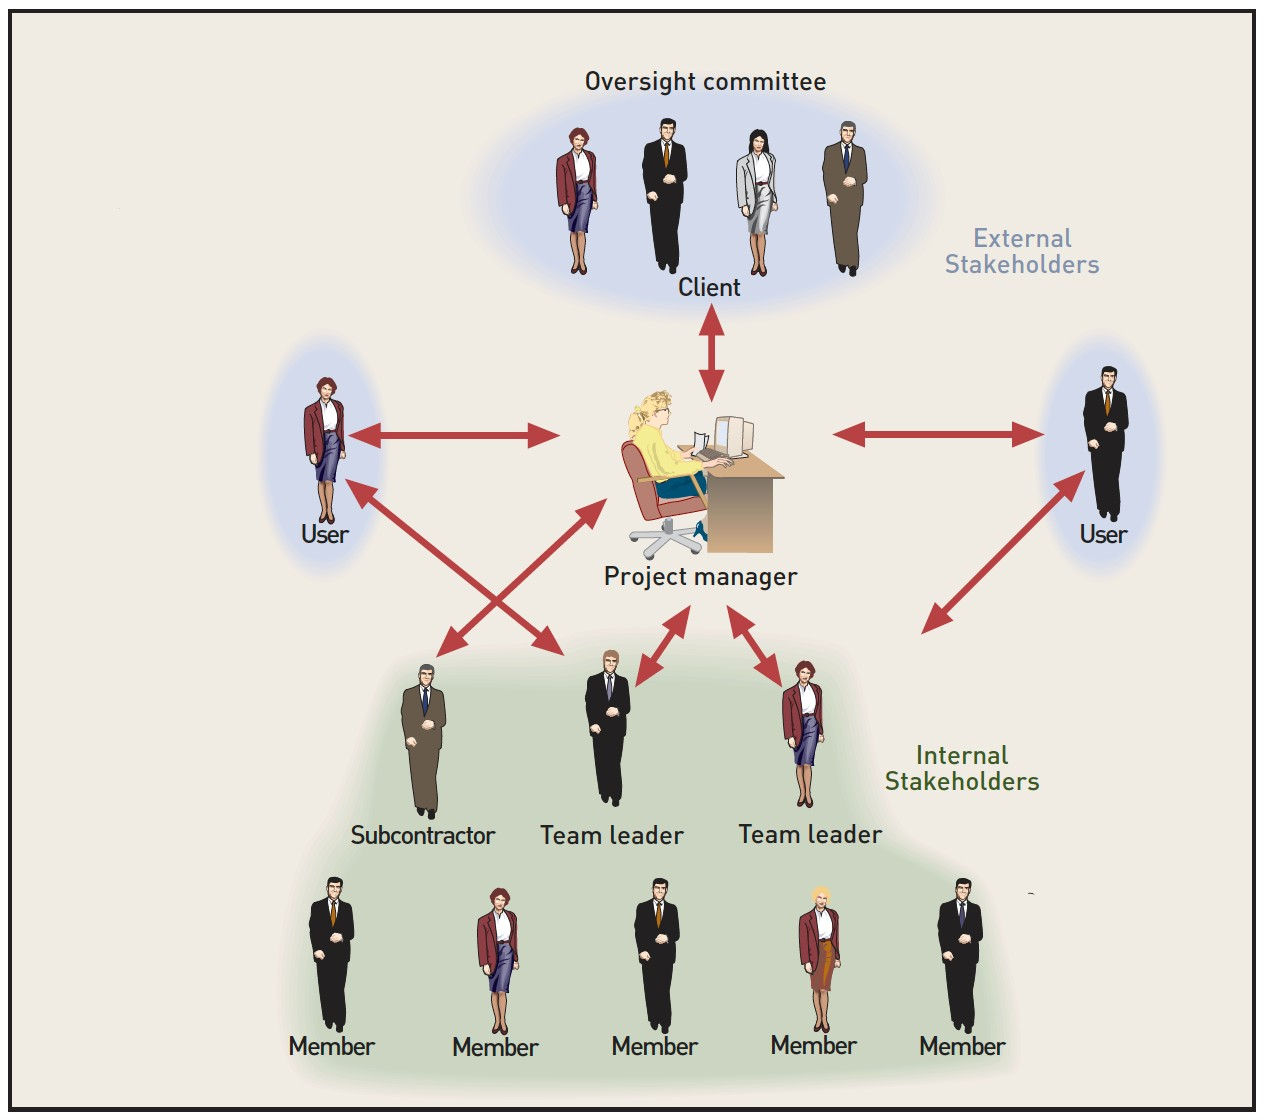 Oversight committee
Client
External
Stakeholders
User
User
Project manager
Internal
Stakeholders
Subcontractor
Team leader
Team leader
Member
Member
Member
Member
Member